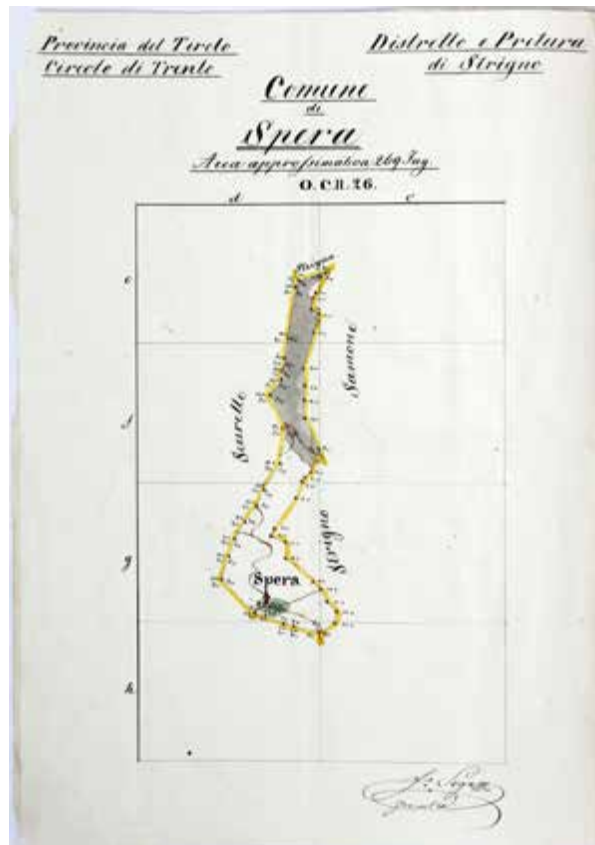 Provincia del Tirolo
Circolo di Trento
Distretto e Pretura
di Strigno
Comune
di
Spera
Area approssimativa 269 Jug.
O. C. II. 26.
d c
e
Strigno
Samone
f
Scurelle
Strigno
g
Spera
h